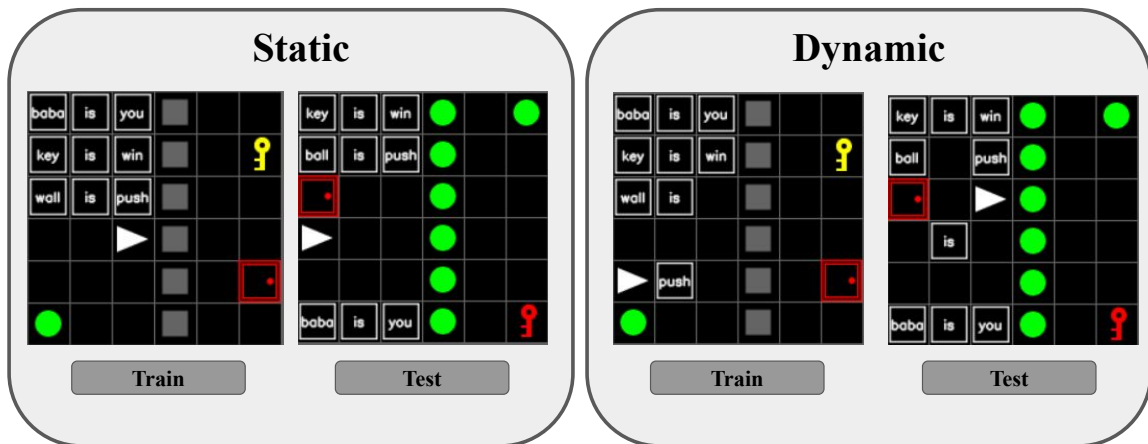 Static
baba is you
key is win
wall is push
Train
key is win
ball is push
baba is you
Test
Dynamic
baba is you
key is win
wall is
push
Train
key is win
ball push
is
baba is you
Test